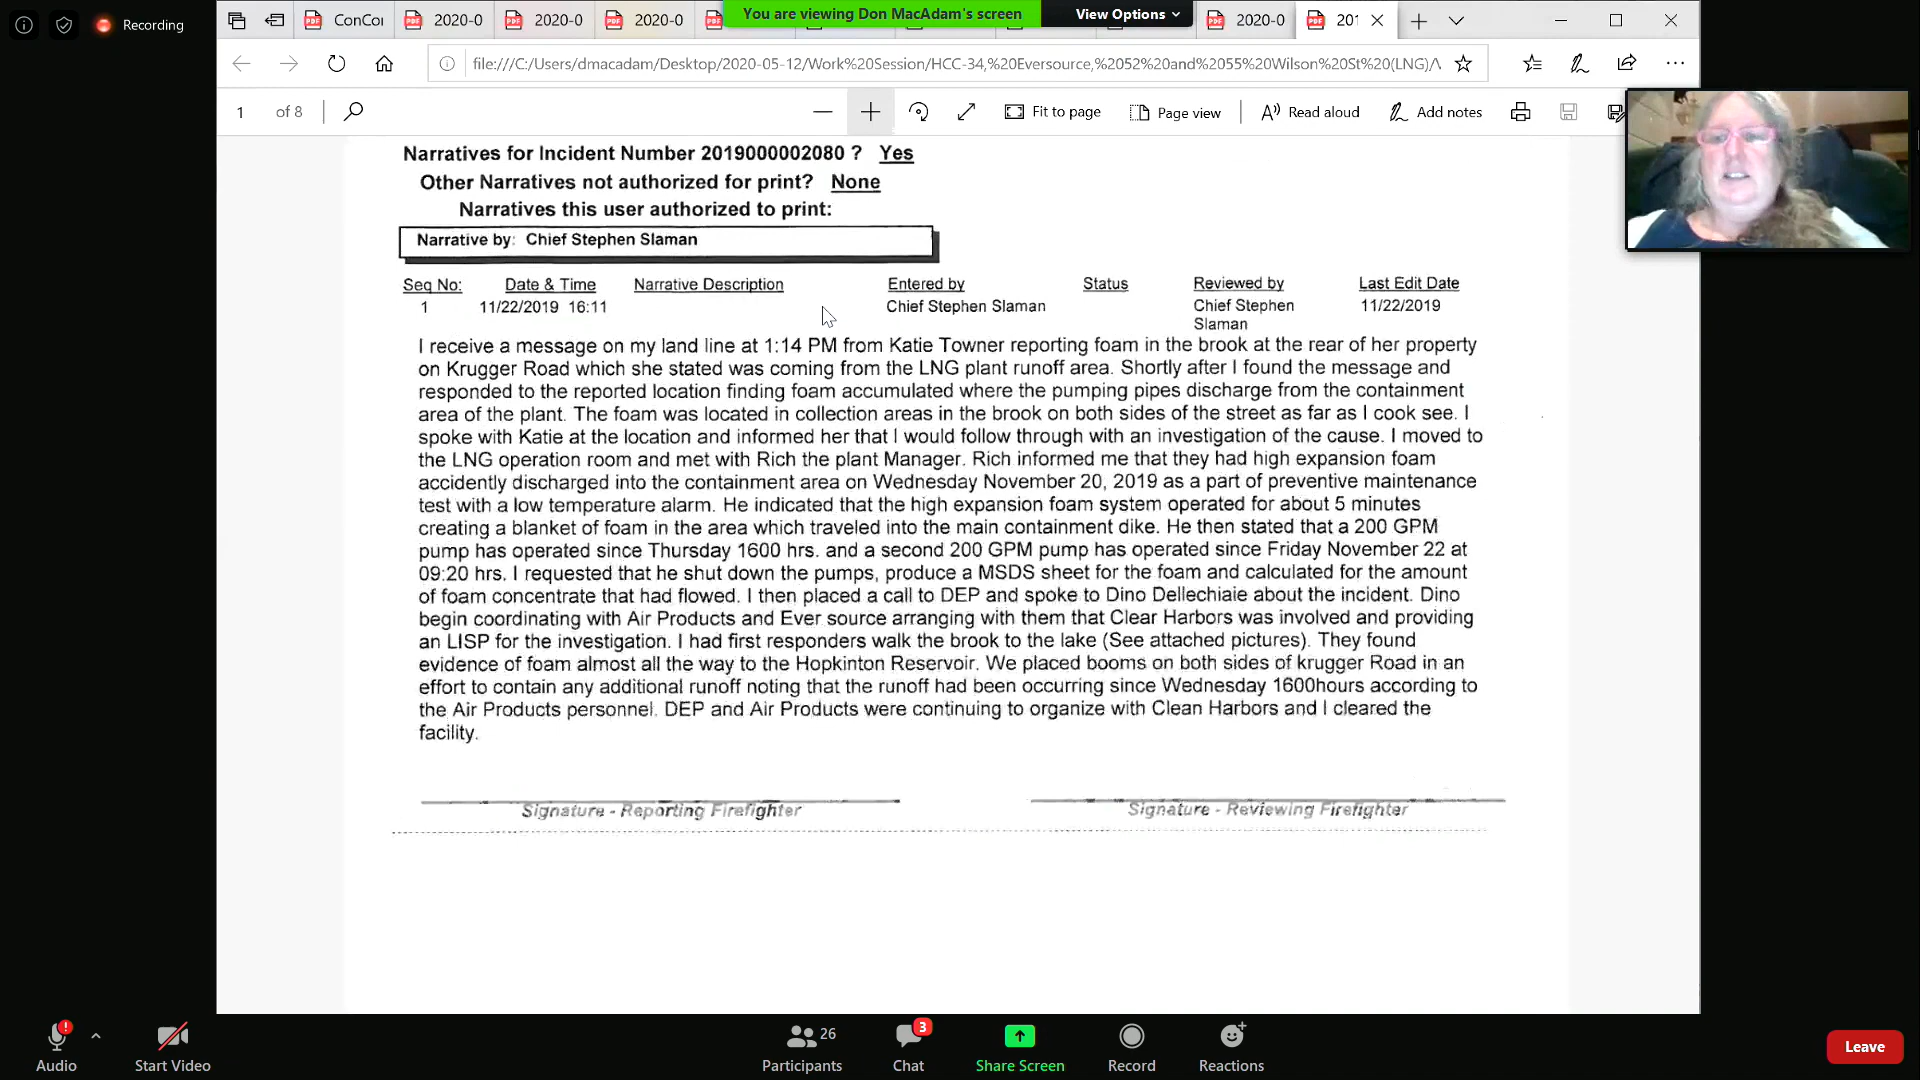 Recording
ConCor
2020-0
2020-0
2020-0
You are viewing Don MacAdam's screen
View Options
2020-0
201
file:///C:/Users/dmacadam/Desktop/2020-05-12/Work%20Session/HCC-34,%20Eversource,%2052%20and%2055%20Wilson%20St%20(LNG)/
1 of 8
Fit to page
Page view
Read aloud
Add notes
Narratives for Incident Number 2019000002080 ? Yes
Other Narratives not authorized for print? None
Narratives this user authorized to print:
Narrative by: Chief Stephen Slaman
Seq No: Date & Time Narrative Description Entered by Status Reviewed by Last Edit Date
1 11/22/2019 16:11 Chief Stephen Slaman Chief Stephen 11/22/2019
Slaman
I receive a message on my land line at 1:14 PM from Katie Towner reporting foam in the brook at the rear of her property
on Krugger Road which she stated was coming from the LNG plant runoff area. Shortly after I found the message and
responded to the reported location finding foam accumulated where the pumping pipes discharge from the containment
area of the plant. The foam was located in collection areas in the brook on both sides of the street as far as I cook see. I
spoke with Katie at the location and informed her that I would follow through with an investigation of the cause. I moved to
the LNG operation room and met with Rich the plant Manager. Rich informed me that they had high expansion foam
accidently discharged into the containment area on Wednesday November 20, 2019 as a part of preventive maintenance
test with a low temperature alarm. He indicated that the high expansion foam system operated for about 5 minutes
creating a blanket of foam in the area which traveled into the main containment dike. He then stated that a 200 GPM
pump has operated since Thursday 1600 hrs. and a second 200 GPM pump has operated since Friday November 22 at
09:20 hrs. I requested that he shut down the pumps, produce a MSDS sheet for the foam and calculated for the amount
of foam concentrate that had flowed. I then placed a call to DEP and spoke to Dino Dellechiaie about the incident. Dino
begin coordinating with Air Products and Ever source arranging with them that Clear Harbors was involved and providing
an LISP for the investigation. I had first responders walk the brook to the lake (See attached pictures). They found
evidence of foam almost all the way to the Hopkinton Reservoir. We placed booms on both sides of krugger Road in an
effort to contain any additional runoff noting that the runoff had been occurring since Wednesday 1600hours according to
the Air Products personnel. DEP and Air Products were continuing to organize with Clean Harbors and I cleared the
facility.
Signature - Reporting Firefighter Signature - Reviewing Firefighter
Audio
Start Video
26
Participants
3
Chat
Share Screen
Record
Reactions
Leave